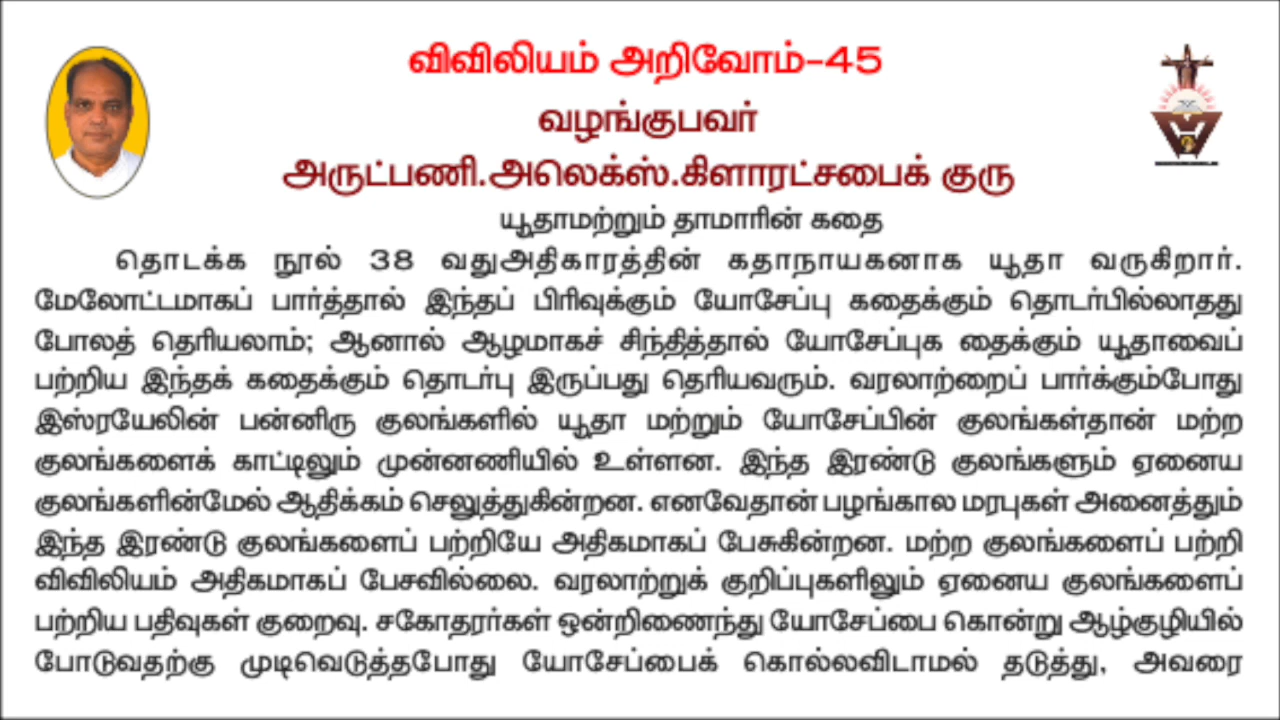 விவிலியம் அறிவோம்-45
வழங்குபவர்
அருட்பணி.அலெக்ஸ்.கிளாரட்சபைக் குரு
யூதாமற்றும் தாமாரின் கதை
தொடக்க நூல் 38 வதுஅதிகாரத்தின் கதாநாயகனாக யூதா வருகிறார்.
மேலோட்டமாகப் பார்த்தால் இந்தப் பிரிவுக்கும் யோசேப்பு கதைக்கும் தொடர்பில்லாதது
போலத் தெரியலாம்; ஆனால் ஆழமாகச் சிந்தித்தால் யோசேப்புக தைக்கும் யூதாவைப்
பற்றிய இந்தக் கதைக்கும் தொடர்பு இருப்பது தெரியவரும். வரலாற்றைப் பார்க்கும்போது
இஸ்ரயேலின் பன்னிரு குலங்களில் யூதா மற்றும் யோசேப்பின் குலங்கள்தான் மற்ற
குலங்களைக் காட்டிலும் முன்னணியில் உள்ளன. இந்த இரண்டு குலங்களும் ஏனைய
குலங்களின்மேல் ஆதிக்கம் செலுத்துகின்றன. எனவேதான் பழங்கால மரபுகள் அனைத்தும்
இந்த இரண்டு குலங்களைப் பற்றியே அதிகமாகப் பேசுகின்றன. மற்ற குலங்களைப் பற்றி
விவிலியம் அதிகமாகப் பேசவில்லை. வரலாற்றுக் குறிப்புகளிலும் ஏனைய குலங்களைப்
பற்றிய பதிவுகள் குறைவு. சகோதரர்கள் ஒன்றிணைந்து யோசேப்பை கொன்று ஆழ்குழியில்
போடுவதற்கு முடிவெடுத்தபோது யோசேப்பைக் கொல்லவிடாமல் தடுத்து, அவரை